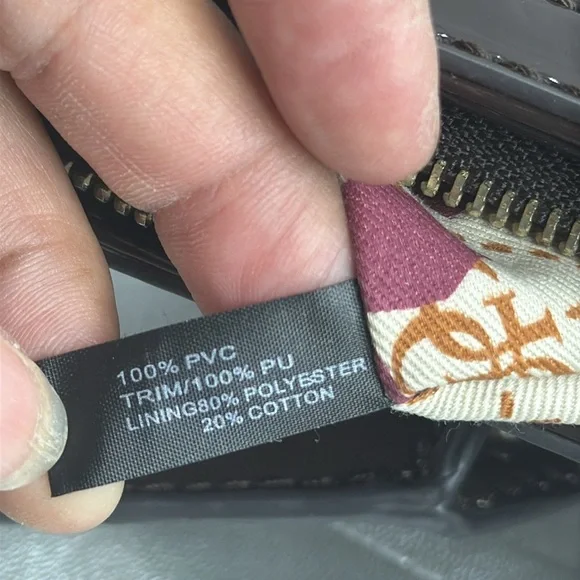 100% PVC
TRIM/100% PU
LINING80% POLYESTER
20% COTTON